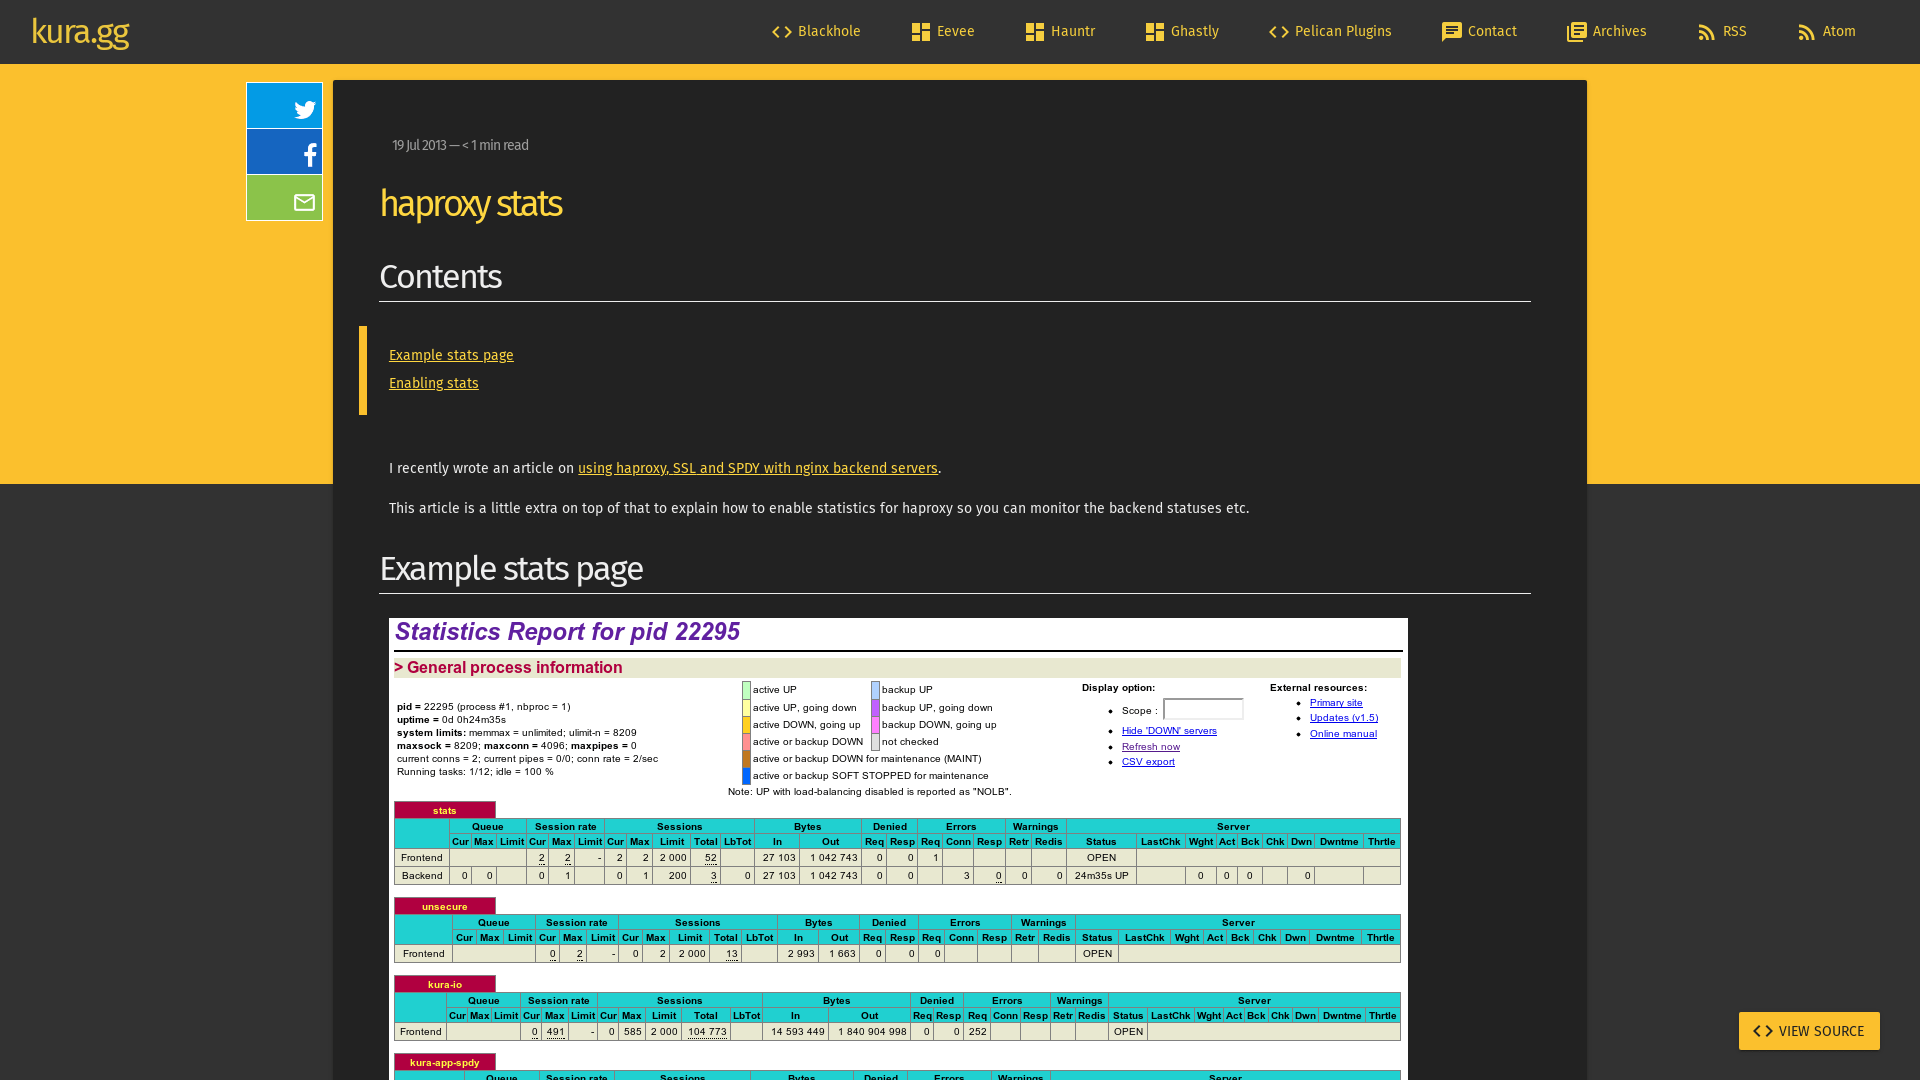 kura.gg
Blackhole
Eevee
Hauntr
Ghastly
Pelican Plugins
Contact
Archives
RSS
Atom
19 Jul 2013 — < 1 min read
haproxy stats
Contents
Example stats page
Enabling stats
I recently wrote an article on using haproxy, SSL and SPDY with nginx backend servers.
This article is a little extra on top of that to explain how to enable statistics for haproxy so you can monitor the backend statuses etc.
Example stats page
Statistics Report for pid 22295
> General process information
pid = 22295 (process #1, nbproc = 1)
uptime = 0d 0h24m35s
system limits: memmax = unlimited; ulimit-n = 8209
maxsock = 8209; maxconn = 4096; maxpipes = 0
current conns = 2; current pipes = 0/0; conn rate = 2/sec
Running tasks: 1/12; idle = 100 %
active UP
backup UP
active UP, going down
backup UP, going down
active DOWN, going up
backup DOWN, going up
active or backup DOWN
not checked
active or backup DOWN for maintenance (MAINT)
active or backup SOFT STOPPED for maintenance
Note: UP with load-balancing disabled is reported as "NOLB".
Display option:
Scope :
Hide 'DOWN' servers
Refresh now
CSV export
External resources:
Primary site
Updates (v1.5)
Online manual
stats
Queue Session rate Sessions Bytes Denied Errors Warnings Server
Cur Max Limit Cur Max Limit Cur Max Limit Total LbTot In Out Req Resp Req Conn Resp Retr Redis Status LastChk Wght Act Bck Chk Dwn Dwntme Thrtle
Frontend 2 2 - 2 2 2 000 52 27 103 1 042 743 0 0 1 OPEN
Backend 0 0 0 1 0 1 200 3 0 27 103 1 042 743 0 0 3 0 0 0 24m35s UP 0 0 0 0
unsecure
Queue Session rate Sessions Bytes Denied Errors Warnings Server
Cur Max Limit Cur Max Limit Cur Max Limit Total LbTot In Out Req Resp Req Conn Resp Retr Redis Status LastChk Wght Act Bck Chk Dwn Dwntme Thrtle
Frontend 0 2 - 0 2 2 000 13 2 993 1 663 0 0 0 OPEN
kura-io
Queue Session rate Sessions Bytes Denied Errors Warnings Server
Cur Max Limit Cur Max Limit Cur Max Limit Total LbTot In Out Req Resp Req Conn Resp Retr Redis Status LastChk Wght Act Bck Chk Dwn Dwntme Thrtle
Frontend 0 491 - 0 585 2 000 104 773 14 593 449 1 840 904 998 0 0 252 OPEN
kura-app-spdy
Queue Session rate Sessions Bytes Denied Errors Warnings Server
VIEW SOURCE